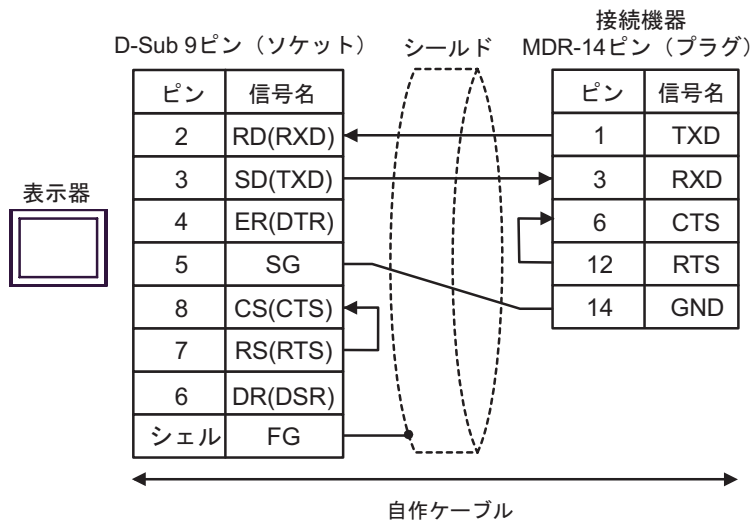 接続機器
D-Sub 9ピン（ソケット）
シールド
MDR-14ピン（プラグ）
ピン 信号名
2 RD(RXD)
3 SD(TXD)
4 ER(DTR)
5 SG
8 CS(CTS)
7 RS(RTS)
6 DR(DSR)
シェル FG
ピン 信号名
1 TXD
3 RXD
6 CTS
12 RTS
14 GND
表示器
自作ケーブル